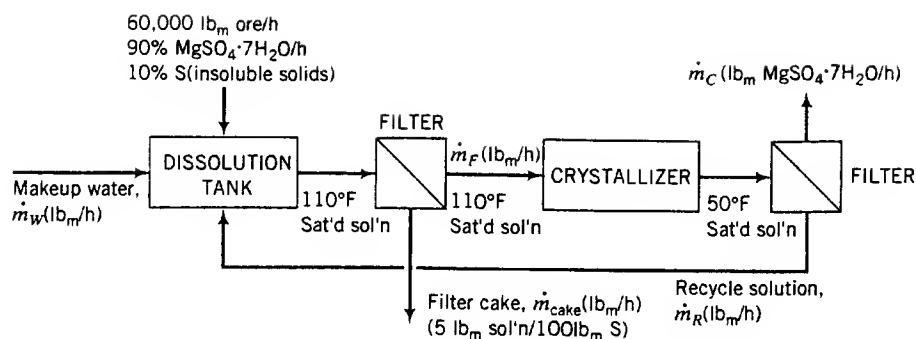 60,000 lbm ore/h
90% MgSO4·7H2O/h
10% S(insoluble solids)
ṁC(lbm MgSO4·7H2O/h)
FILTER
DISSOLUTION
TANK
ṁF(lbm/h)
CRYSTALLIZER
FILTER
Makeup water,
ṁW(lbm/h)
110°F
Sat'd sol'n
110°F
Sat'd sol'n
50°F
Sat'd sol'n
Filter cake, ṁcake(lbm/h)
(5 lbm sol'n/100lbm S)
Recycle solution,
ṁR(lbm/h)